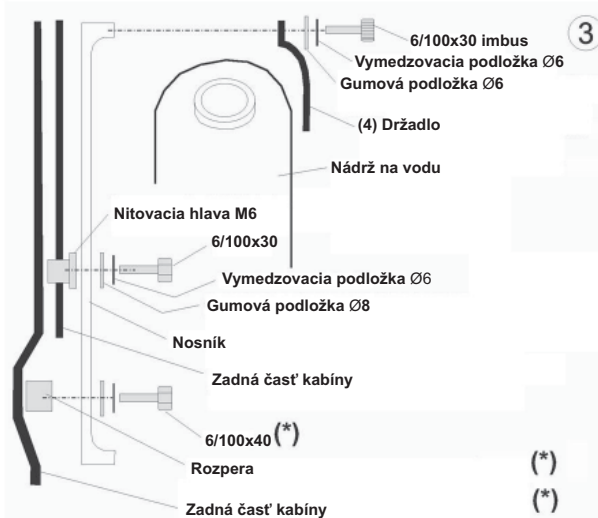 3
6/100x30 imbus
Vymedzovacia podložka Ø6
Gumová podložka Ø6
(4) Držadlo
Nádrž na vodu
Nitovacia hlava M6
6/100x30
Vymedzovacia podložka Ø6
Gumová podložka Ø8
Nosník
Zadná časť kabíny
6/100x40 (*)
Rozpera
(*)
(*)
Zadná časť kabíny